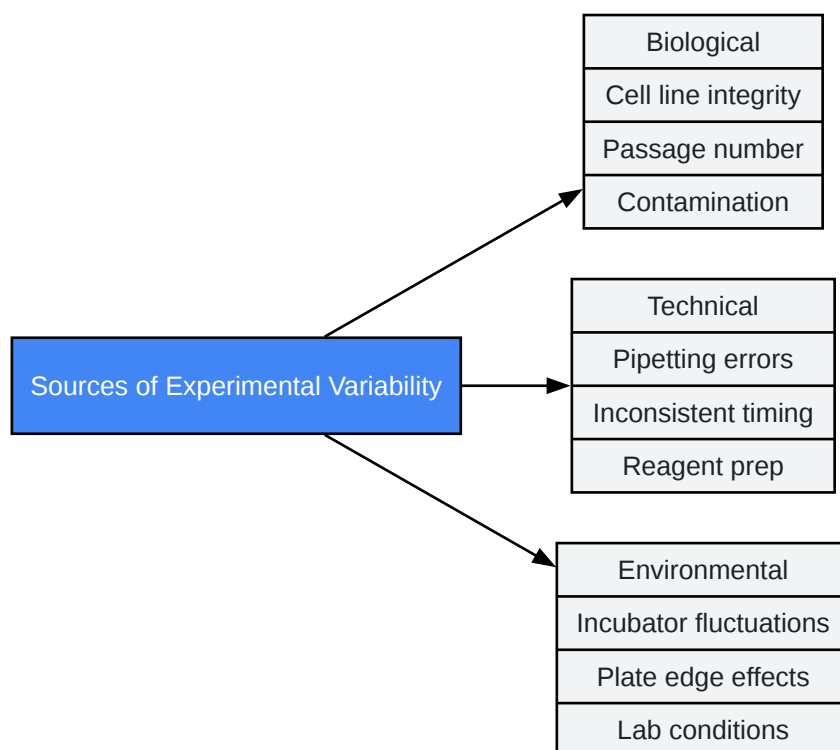 Sources of Experimental Variability
Biological
Cell line integrity
Passage number
Contamination
Technical
Pipetting errors
Inconsistent timing
Reagent prep
Environmental
Incubator fluctuations
Plate edge effects
Lab conditions